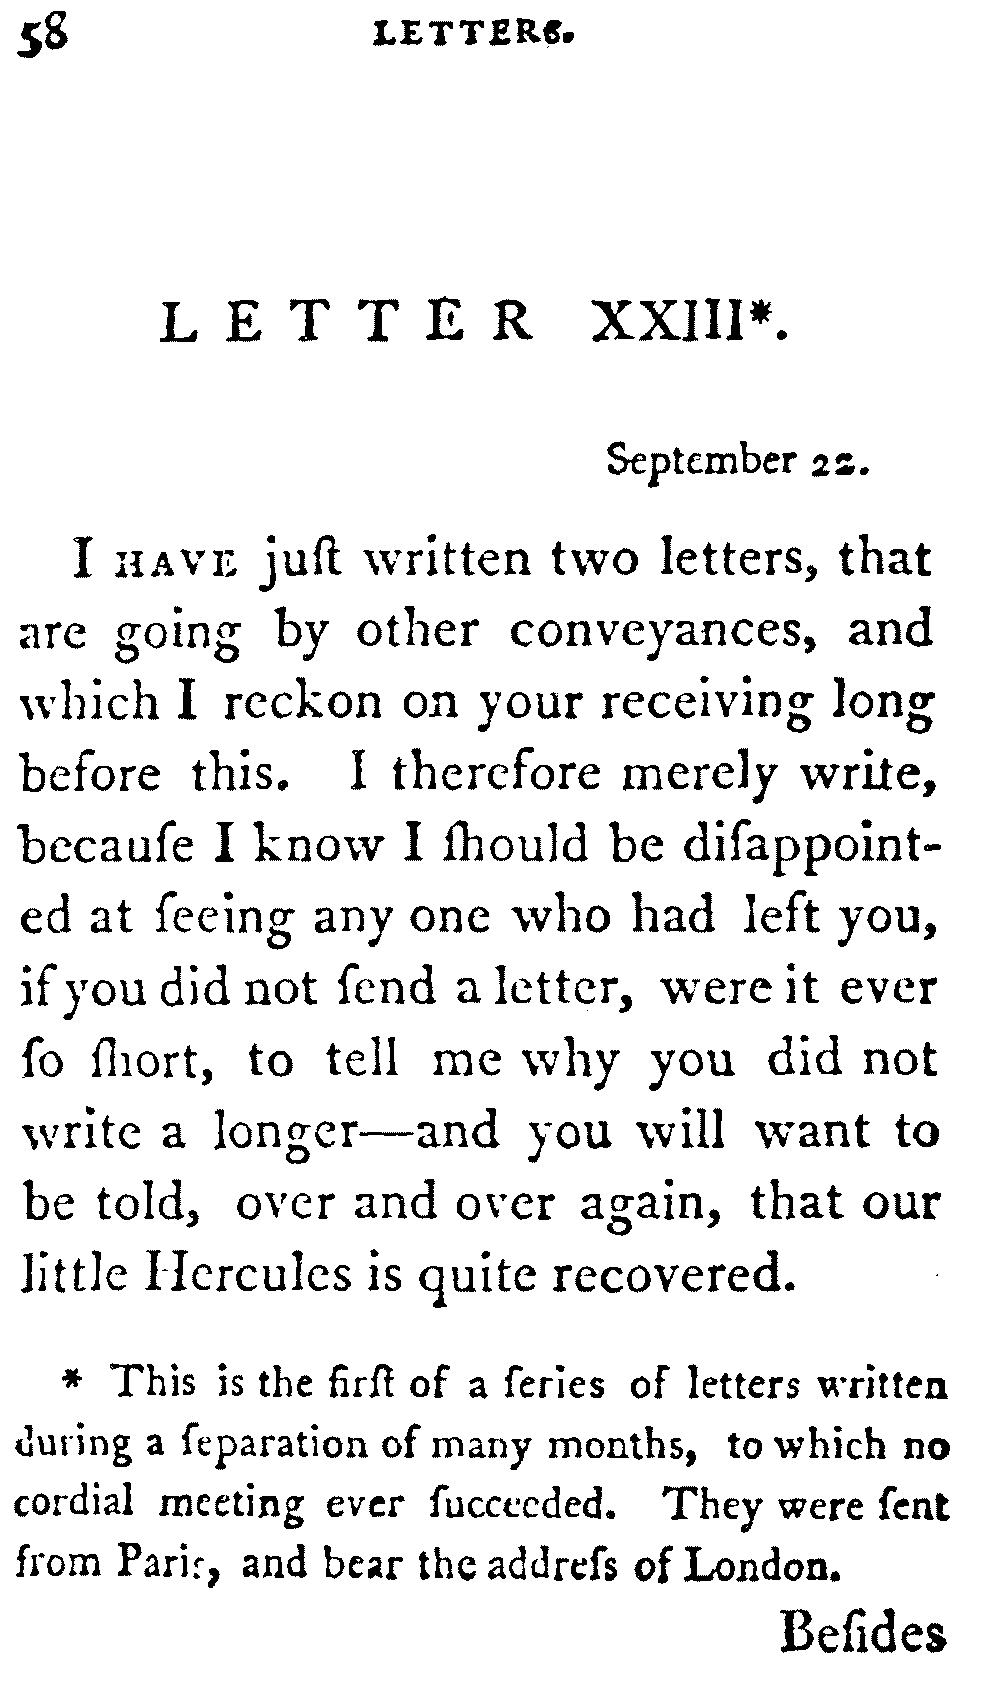 58 LETTERS.
LETTER XXIII*.
September 22.
I HAVE juſt written two letters, that
are going by other conveyances, and
which I reckon on your receiving long
before this. I therefore merely write,
becauſe I know I ſhould be diſappoint-
ed at ſeeing any one who had left you,
if you did not ſend a letter, were it ever
ſo ſhort, to tell me why you did not
write a longer—and you will want to
be told, over and over again, that our
little Hercules is quite recovered.
* This is the firſt of a ſeries of letters written
during a ſeparation of many months, to which no
cordial meeting ever ſucceeded. They were ſent
from Paris, and bear the addreſs of London.
Beſides